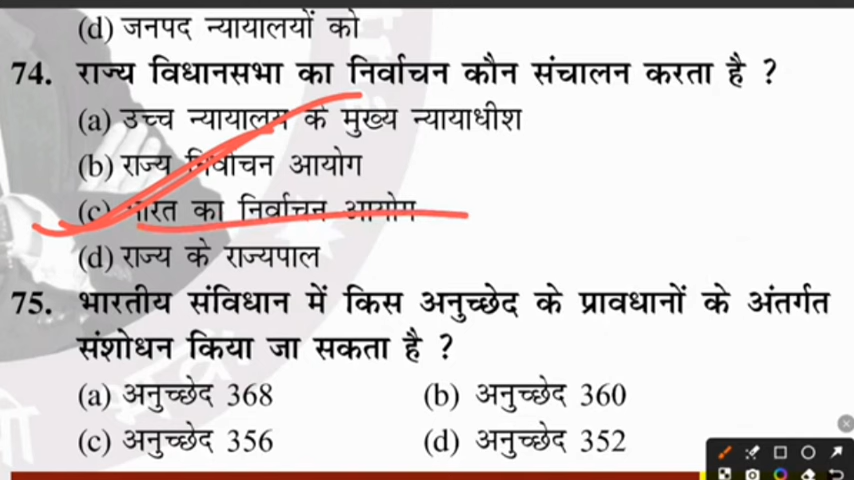 (d) जनपद न्यायालयों को
74. राज्य विधानसभा का निर्वाचन कौन संचालन करता है ?
(a) उच्च न्यायालय के मुख्य न्यायाधीश
(b) राज्य निर्वाचन आयोग
(c) भारत का निर्वाचन आयोग
(d) राज्य के राज्यपाल
75. भारतीय संविधान में किस अनुच्छेद के प्रावधानों के अंतर्गत
संशोधन किया जा सकता है ?
(a) अनुच्छेद 368 (b) अनुच्छेद 360
(c) अनुच्छेद 356 (d) अनुच्छेद 352